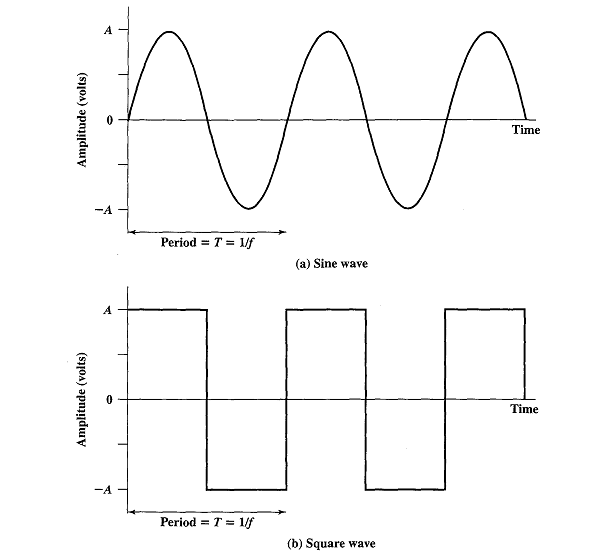 A
Amplitude (volts)
0
Time
−A
Period = T = 1/f
(a) Sine wave
A
Amplitude (volts)
0
Time
−A
Period = T = 1/f
(b) Square wave